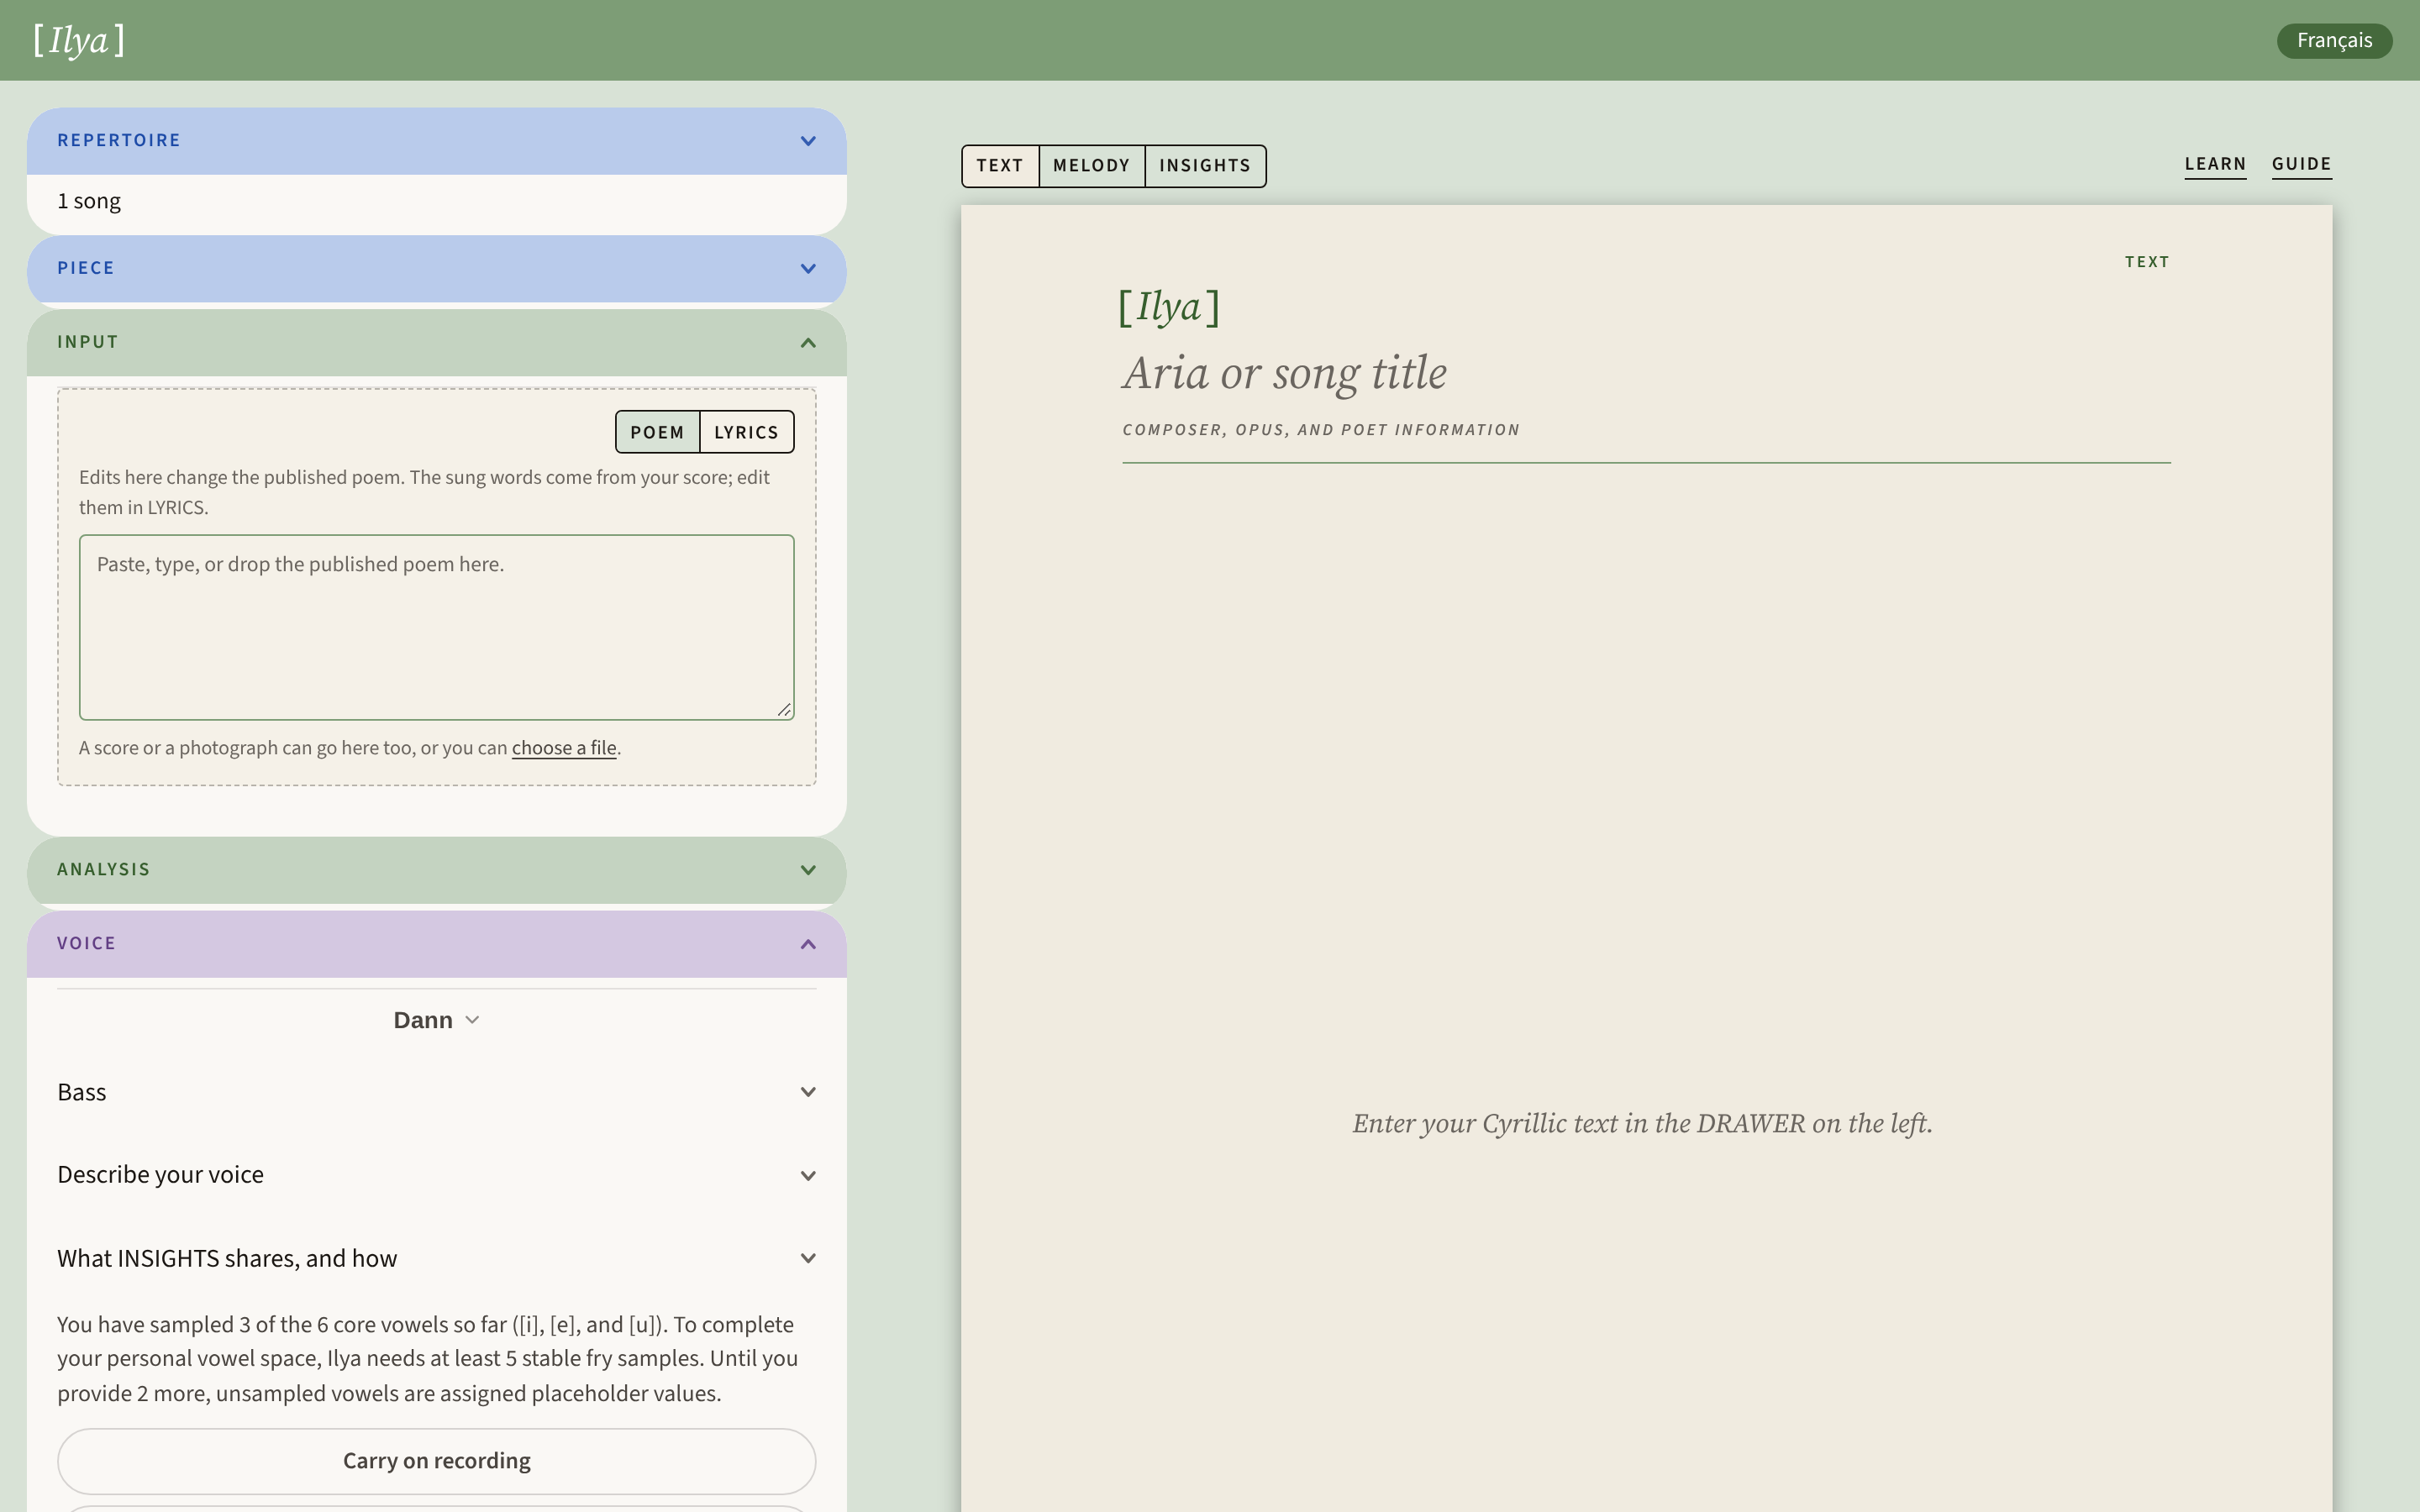 [Ilya]
Français
REPERTOIRE
1 song
PIECE
INPUT
POEM
LYRICS
Edits here change the published poem. The sung words come from your score; edit
them in LYRICS.
Paste, type, or drop the published poem here.
A score or a photograph can go here too, or you can choose a file.
ANALYSIS
VOICE
Dann
Bass
Describe your voice
What INSIGHTS shares, and how
You have sampled 3 of the 6 core vowels so far ([i], [e], and [u]). To complete
your personal vowel space, Ilya needs at least 5 stable fry samples. Until you
provide 2 more, unsampled vowels are assigned placeholder values.
Carry on recording
TEXT
MELODY
INSIGHTS
LEARN
GUIDE
TEXT
[Ilya]
Aria or song title
COMPOSER, OPUS, AND POET INFORMATION
Enter your Cyrillic text in the DRAWER on the left.